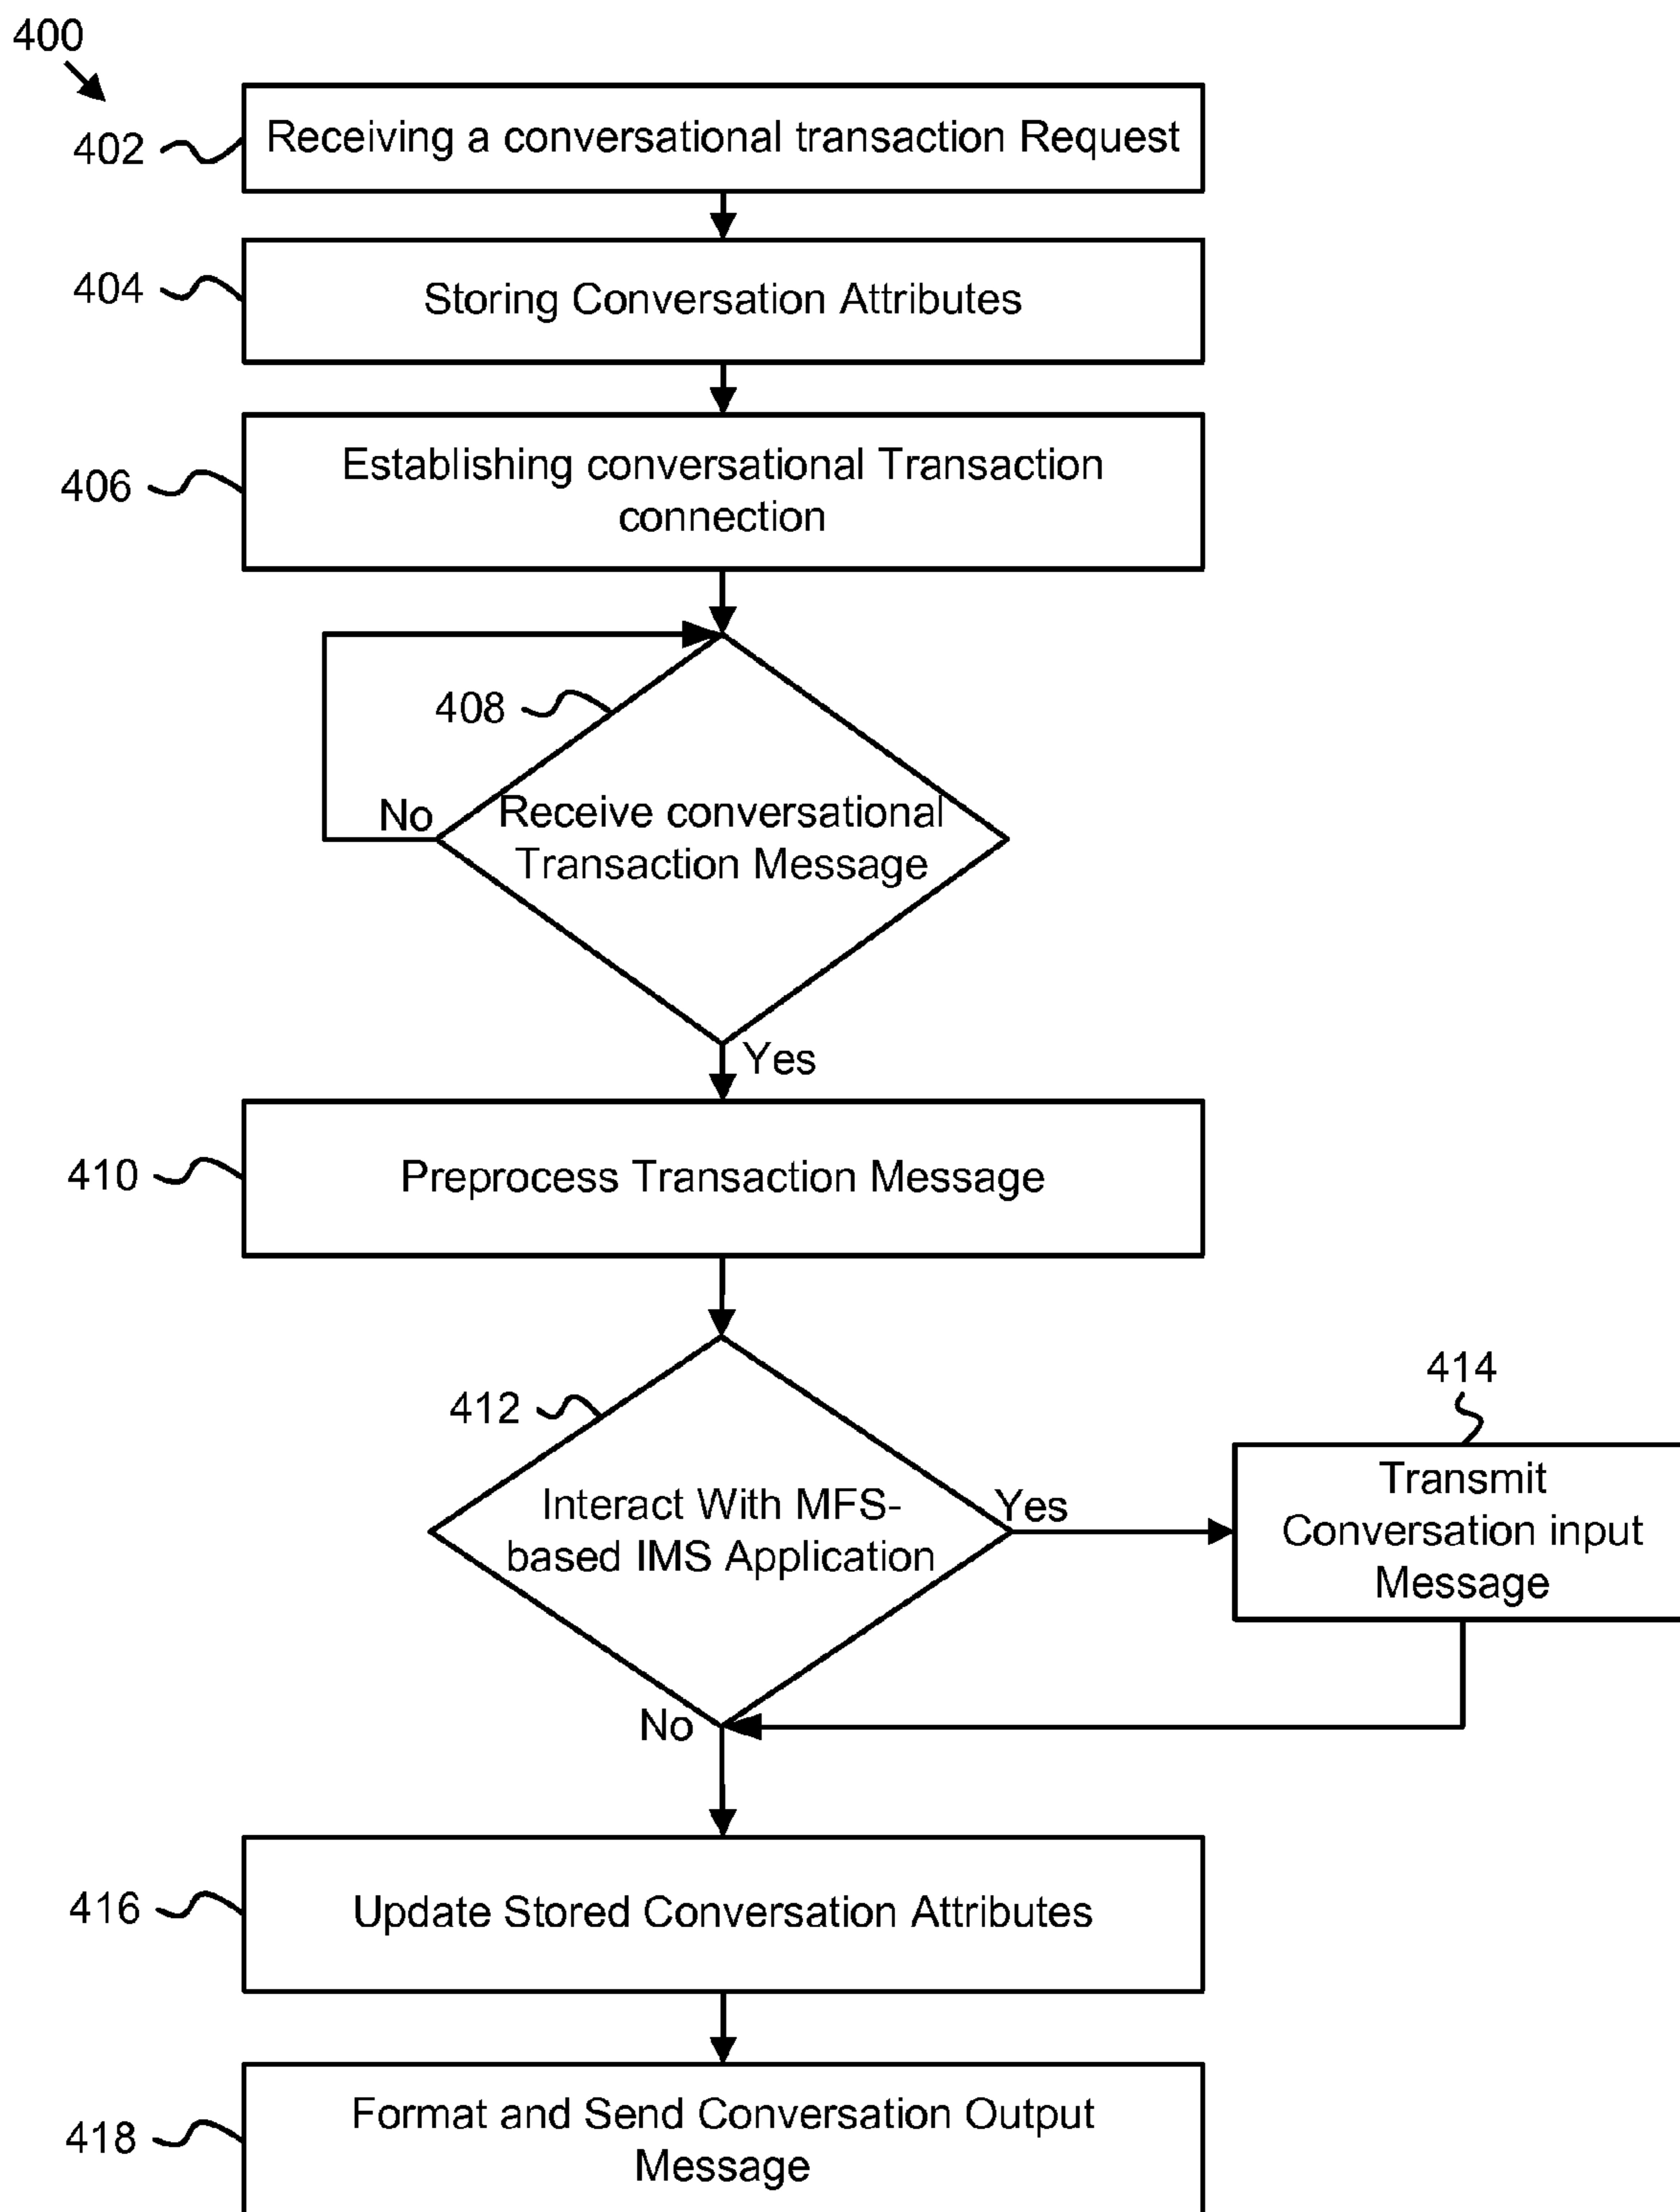 400
402
Receiving a conversational transaction Request
404
Storing Conversation Attributes
406
Establishing conversational Transaction
connection
408
No
Receive conversational
Transaction Message
Yes
410
Preprocess Transaction Message
412
Interact With MFS-
based IMS Application
Yes
414
Transmit
Conversation input
Message
No
416
Update Stored Conversation Attributes
418
Format and Send Conversation Output
Message